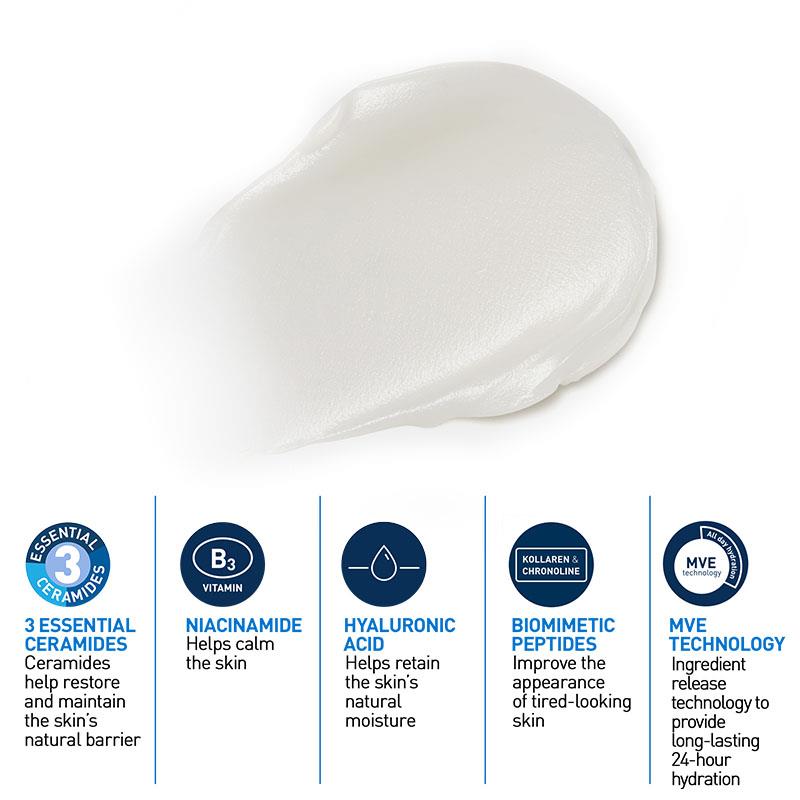 ESSENTIAL
3
CERAMIDES
3 ESSENTIAL
CERAMIDES
Ceramides
help restore
and maintain
the skin's
natural barrier
B3
VITAMIN
NIACINAMIDE
Helps calm
the skin
HYALURONIC
ACID
Helps retain
the skin's
natural
moisture
KOLLAREN &
CHRONOLINE
BIOMIMETIC
PEPTIDES
Improve the
appearance
of tired-looking
skin
All day hydration
MVE
technology
MVE
TECHNOLOGY
Ingredient
release
technology to
provide
long-lasting
24-hour
hydration